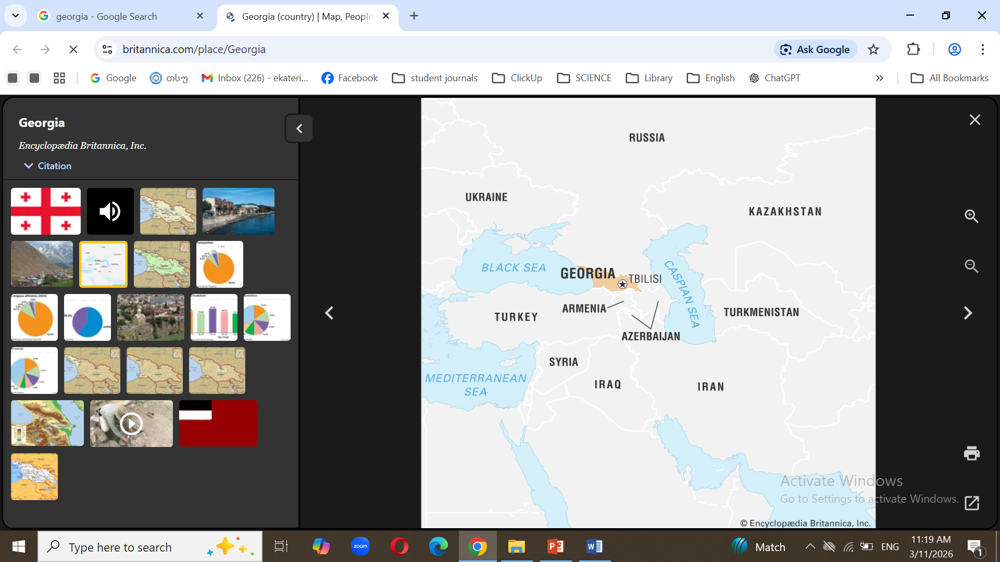 georgia - Google Search
Georgia (country) | Map, People
britannica.com/place/Georgia
Ask Google
Google
თსუ
Inbox (226) - ekateri...
Facebook
student journals
ClickUp
SCIENCE
Library
English
ChatGPT
All Bookmarks
Georgia
Encyclopædia Britannica, Inc.
Citation
RUSSIA
UKRAINE
KAZAKHSTAN
BLACK SEA
GEORGIA
TBILISI
CASPIAN SEA
ARMENIA
TURKEY
TURKMENISTAN
AZERBAIJAN
SYRIA
MEDITERRANEAN
SEA
IRAQ
IRAN
Activate Windows
Go to Settings to activate Windows.
© Encyclopædia Britannica, Inc.
Type here to search
zoom
Match
ENG
11:19 AM
3/11/2026
1